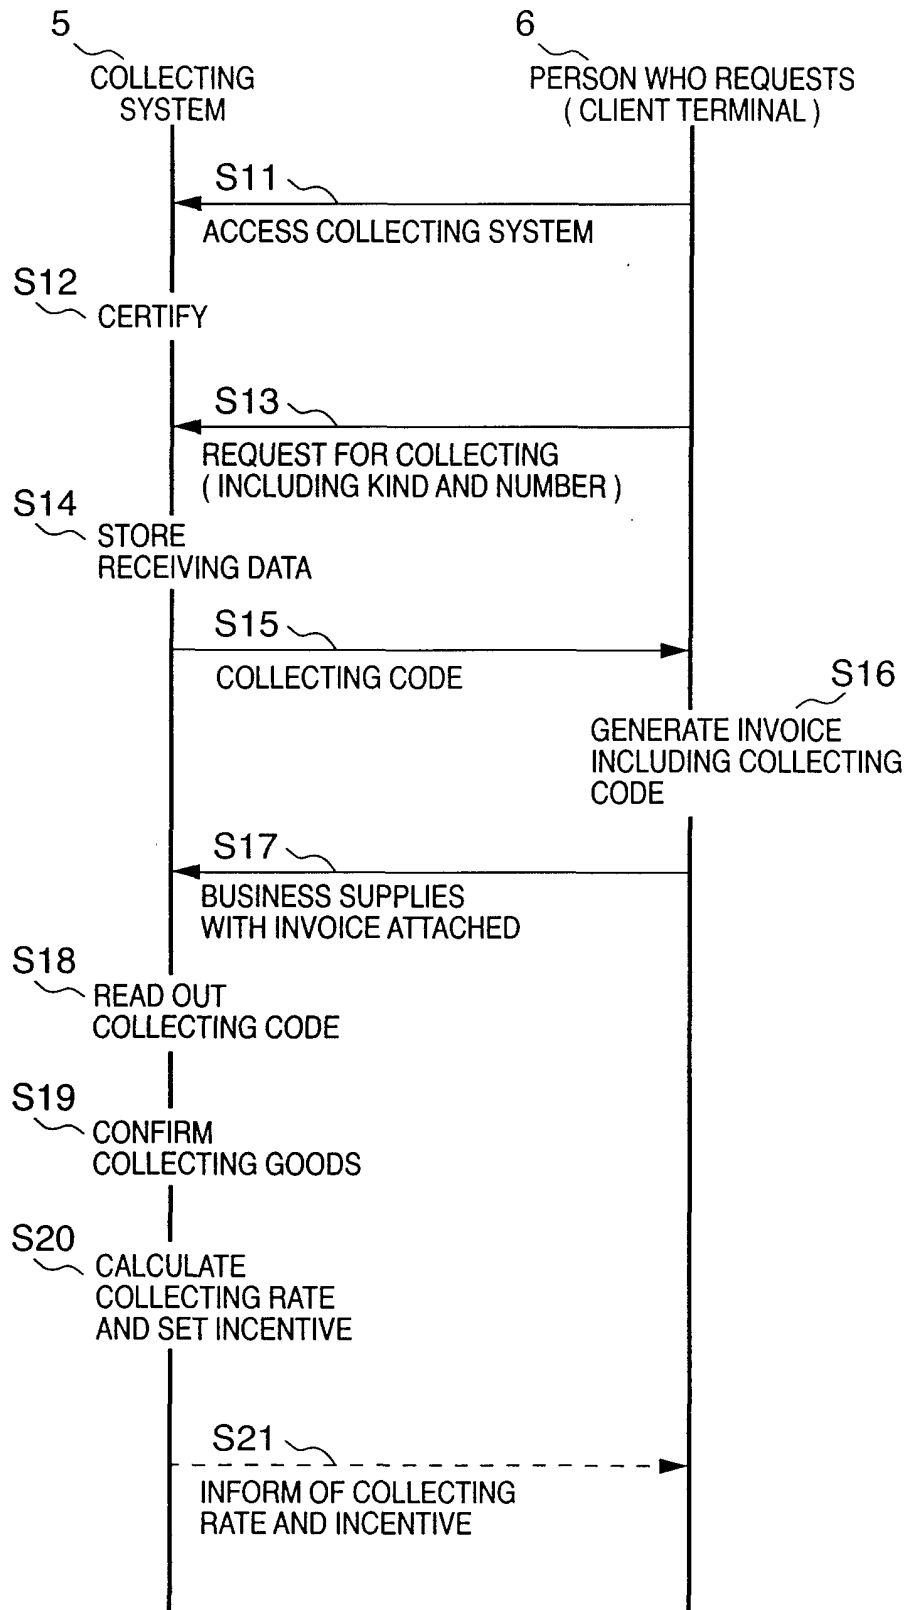 5
COLLECTING
SYSTEM
6
PERSON WHO REQUESTS
( CLIENT TERMINAL )
S11
ACCESS COLLECTING SYSTEM
S12
CERTIFY
S13
REQUEST FOR COLLECTING
( INCLUDING KIND AND NUMBER )
S14
STORE
RECEIVING DATA
S15
COLLECTING CODE
S16
GENERATE INVOICE
INCLUDING COLLECTING
CODE
S17
BUSINESS SUPPLIES
WITH INVOICE ATTACHED
S18
READ OUT
COLLECTING CODE
S19
CONFIRM
COLLECTING GOODS
S20
CALCULATE
COLLECTING RATE
AND SET INCENTIVE
S21
INFORM OF COLLECTING
RATE AND INCENTIVE